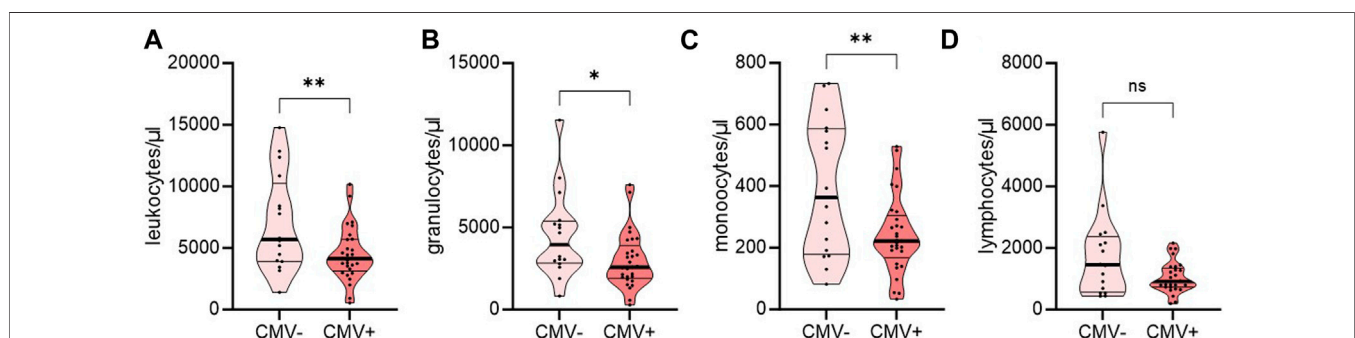 A
leukocytes/µl
20000
15000
10000
5000
0
**
CMV- CMV+
B
granulocytes/µl
15000
10000
5000
0
*
CMV- CMV+
C
monoocytes/µl
800
600
400
200
0
**
CMV- CMV+
D
lymphocytes/µl
8000
6000
4000
2000
0
ns
CMV- CMV+